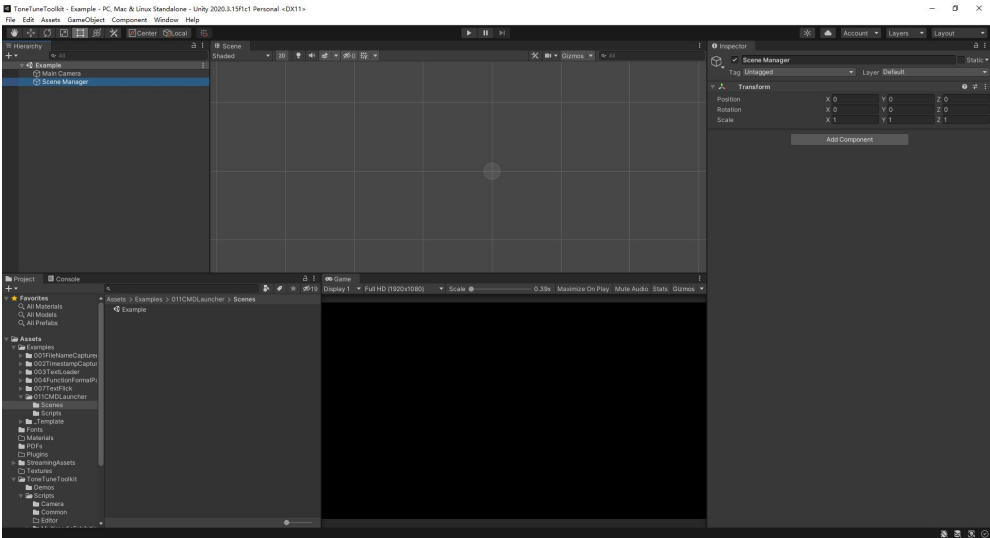 ToneTuneToolkit - Example - PC, Mac & Linux Standalone - Unity 2020.3.15f1c1 Personal <DX11>
File Edit Assets GameObject Component Window Help
Center Local Account Layers Layout
Hierarchy
All
Example
Main Camera
Scene Manager
Scene
Shaded 2D 0 Gizmos All
Inspector
Scene Manager Static
Tag Untagged Layer Default
Transform
Position X 0 Y 0 Z 0
Rotation X 0 Y 0 Z 0
Scale X 1 Y 1 Z 1
Add Component
Project Console
19
Favorites
All Materials
All Models
All Prefabs
Assets
Examples
001FileNameCapturer
002TimestampCaptur
003TextLoader
004FunctionFormatPa
007TextFlick
011CMDLauncher
Scenes
Scripts
_Template
Fonts
Materials
PDFs
Plugins
StreamingAssets
Textures
ToneTuneToolkit
Demos
Scripts
Camera
Common
Editor
Assets > Examples > 011CMDLauncher > Scenes
Example
Game
Display 1 Full HD (1920x1080) Scale 0.39x Maximize On Play Mute Audio Stats Gizmos